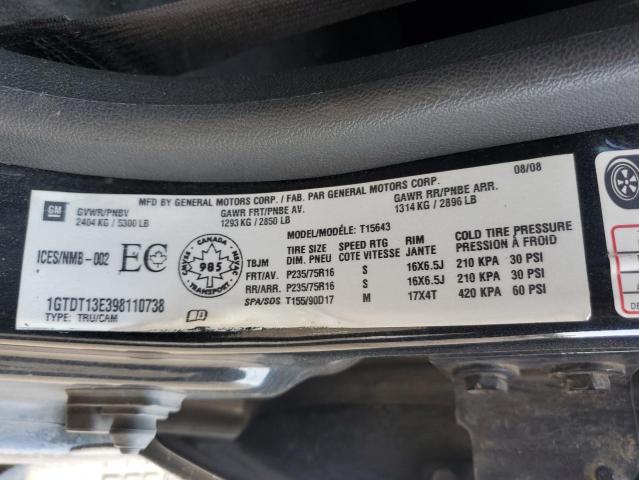 MFD BY GENERAL MOTORS CORP. / FAB. PAR GENERAL MOTORS CORP.
08/08
GM
GVWR/PNBV
2404 KG / 5300 LB
GAWR FRT/PNBE AV.
1293 KG / 2850 LB
GAWR RR/PNBE ARR.
1314 KG / 2896 LB
MODEL/MODÈLE: T15643
ICES/NMB-002
EC
CANADA
CMVSS
NSVAC
985
TRANSPORT
TIRE SIZE SPEED RTG RIM COLD TIRE PRESSURE
TBJM DIM. PNEU COTE VITESSE JANTE PRESSION À FROID
FRT/AV. P235/75R16 S 16X6.5J 210 KPA 30 PSI
RR/ARR. P235/75R16 S 16X6.5J 210 KPA 30 PSI
SPA/SOS T155/90D17 M 17X4T 420 KPA 60 PSI
1GTDT13E398110738
TYPE: TRU/CAM